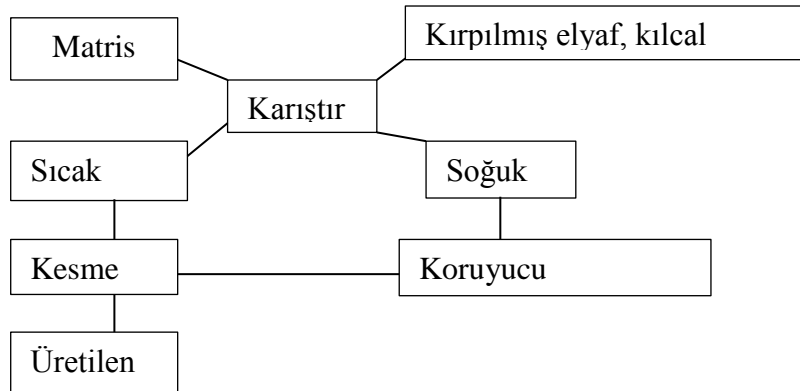 Matris
Kırpılmış elyaf, kılcal
Karıştır
Sıcak
Soğuk
Kesme
Koruyucu
Üretilen